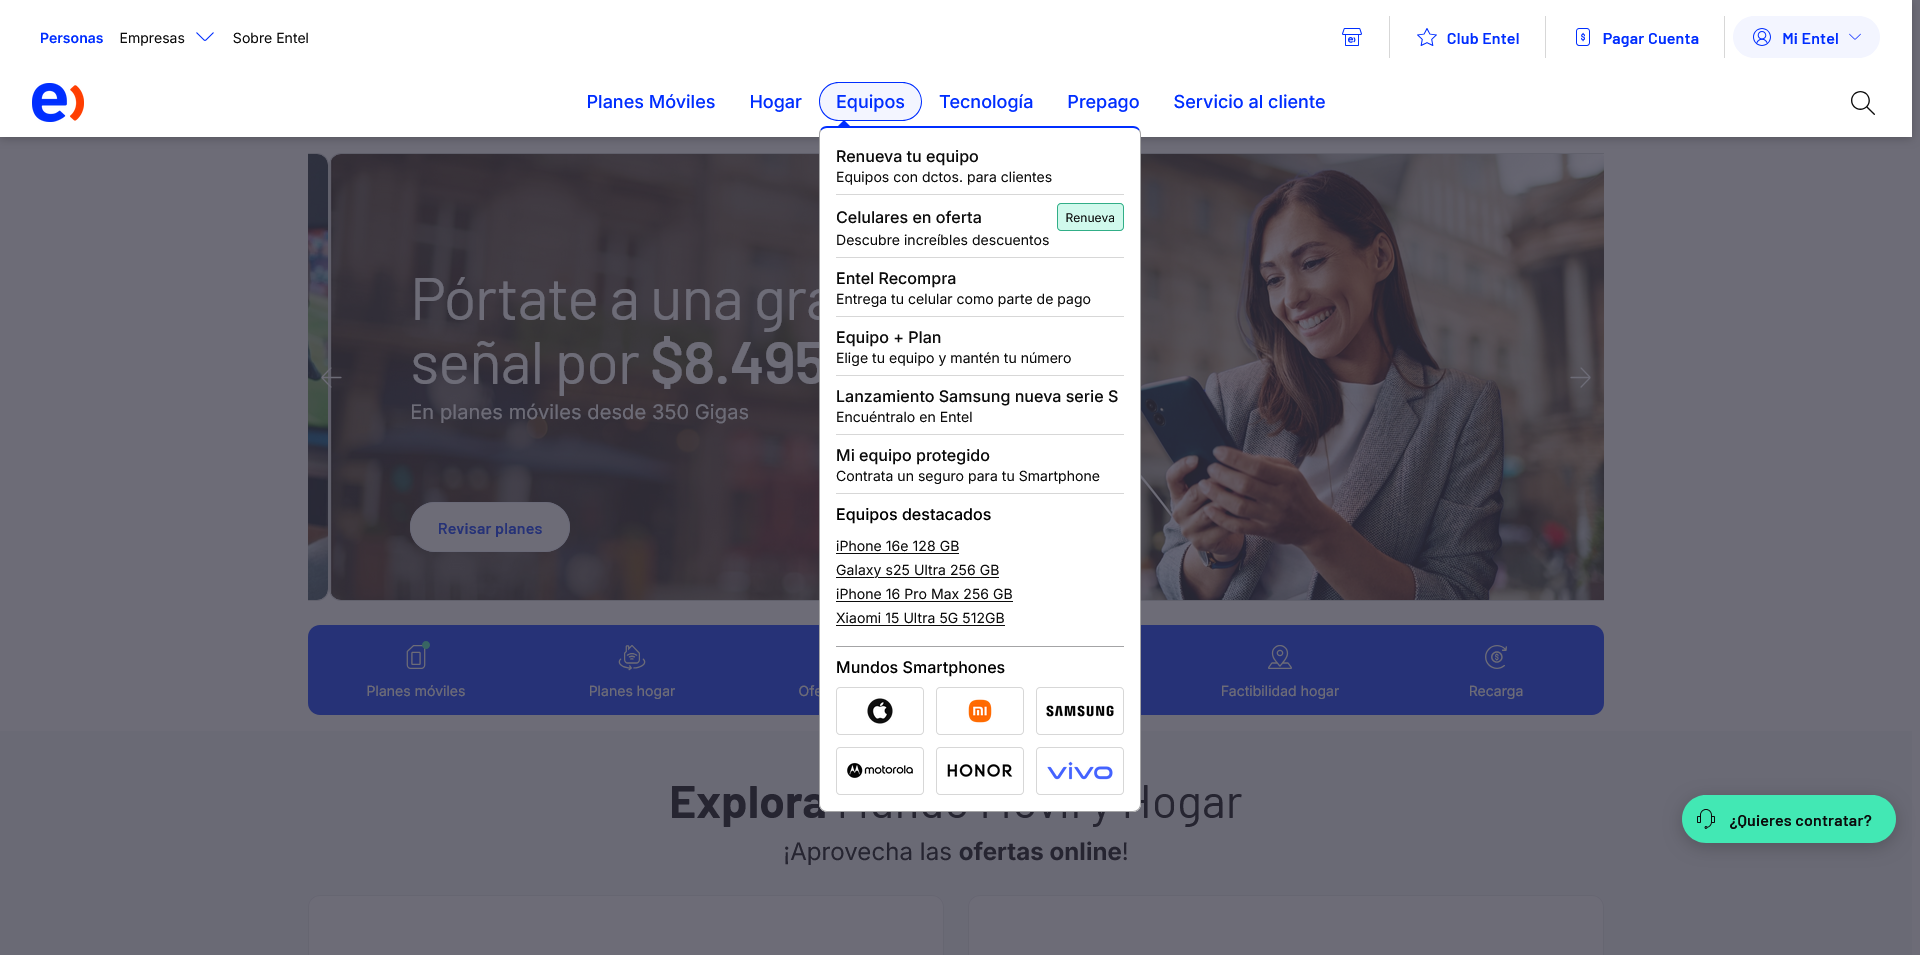 Personas Empresas Sobre Entel
Club Entel Pagar Cuenta Mi Entel
Planes Móviles Hogar Equipos Tecnología Prepago Servicio al cliente
Renueva tu equipo
Equipos con dctos. para clientes
Celulares en oferta Renueva
Descubre increíbles descuentos
Entel Recompra
Entrega tu celular como parte de pago
Equipo + Plan
Elige tu equipo y mantén tu número
Lanzamiento Samsung nueva serie S
Encuéntralo en Entel
Mi equipo protegido
Contrata un seguro para tu Smartphone
Equipos destacados
iPhone 16e 128 GB
Galaxy s25 Ultra 256 GB
iPhone 16 Pro Max 256 GB
Xiaomi 15 Ultra 5G 512GB
Mundos Smartphones
mi SAMSUNG
motorola HONOR vivo
Pórtate a una
señal por $8.495
En planes móviles desde 350 Gigas
Revisar planes
Planes móviles Planes hogar Factibilidad hogar Recarga
Explora Hogar
¡Aprovecha las ofertas online!
¿Quieres contratar?